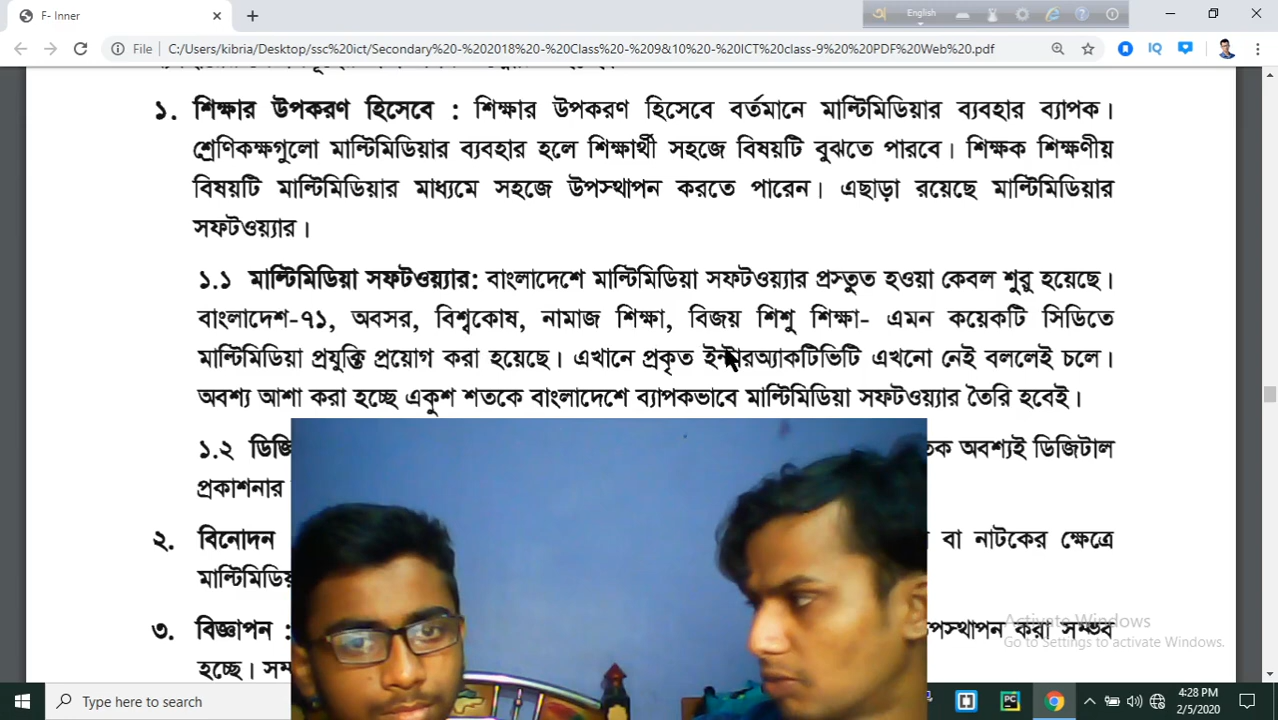 F- Inner
English
File
C:/Users/kibria/Desktop/ssc%20ict/Secondary%20-%202018%20-%20Class%20-%209&10%20-%20ICT%20class-9%20%20PDF%20Web%20.pdf
১. শিক্ষার উপকরণ হিসেবে : শিক্ষার উপকরণ হিসেবে বর্তমানে মাল্টিমিডিয়ার ব্যবহার ব্যাপক।
শ্রেণিকক্ষগুলো মাল্টিমিডিয়ার ব্যবহার হলে শিক্ষার্থী সহজে বিষয়টি বুঝতে পারবে। শিক্ষক শিক্ষণীয়
বিষয়টি মাল্টিমিডিয়ার মাধ্যমে সহজে উপস্থাপন করতে পারেন। এছাড়া রয়েছে মাল্টিমিডিয়ার
সফটওয়্যার।
১.১ মাল্টিমিডিয়া সফটওয়্যার: বাংলাদেশে মাল্টিমিডিয়া সফটওয়্যার প্রস্তুত হওয়া কেবল শুরু হয়েছে।
বাংলাদেশ-৭১, অবসর, বিশ্বকোষ, নামাজ শিক্ষা, বিজয় শিশু শিক্ষা- এমন কয়েকটি সিডিতে
মাল্টিমিডিয়া প্রযুক্তি প্রয়োগ করা হয়েছে। এখানে প্রকৃত ইন্টারঅ্যাকটিভিটি এখনো নেই বললেই চলে।
অবশ্য আশা করা হচ্ছে একুশ শতকে বাংলাদেশে ব্যাপকভাবে মাল্টিমিডিয়া সফটওয়্যার তৈরি হবেই।
১.২ অবশ্যই ডিজিটাল
প্রকাশনার
২. বিনোদন বা নাটকের ক্ষেত্রে
৩. বিজ্ঞাপন : করা সম্ভব
হচ্ছে।
Activate Windows
Go to Settings to activate Windows.
Type here to search
4:28 PM
2/5/2020